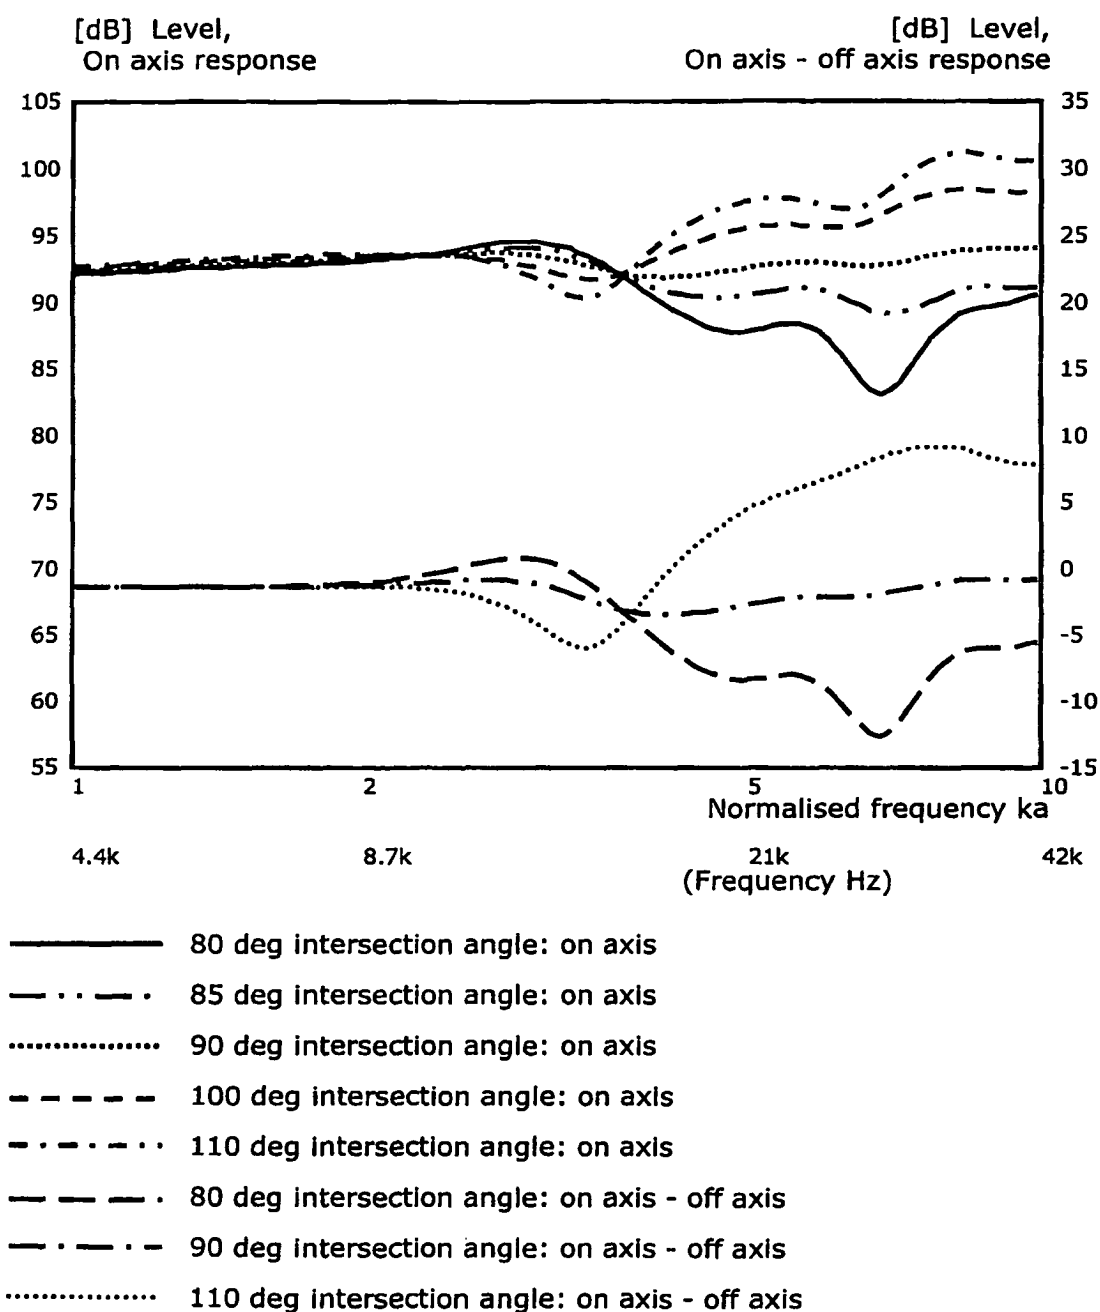 [dB] Level,
On axis response
[dB] Level,
On axis - off axis response
105
100
95
90
85
80
75
70
65
60
55
35
30
25
20
15
10
5
0
-5
-10
-15
1
2
5
10
Normalised frequency ka
4.4k
8.7k
21k
42k
(Frequency Hz)
80 deg intersection angle: on axis
85 deg intersection angle: on axis
90 deg intersection angle: on axis
100 deg intersection angle: on axis
110 deg intersection angle: on axis
80 deg intersection angle: on axis - off axis
90 deg intersection angle: on axis - off axis
110 deg intersection angle: on axis - off axis